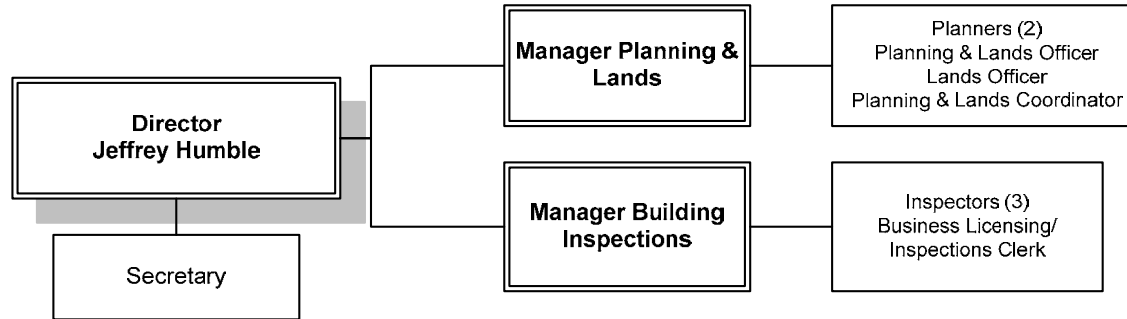 Director
Jeffrey Humble
Secretary
Manager Planning &
Lands
Planners (2)
Planning & Lands Officer
Lands Officer
Planning & Lands Coordinator
Manager Building
Inspections
Inspectors (3)
Business Licensing/
Inspections Clerk